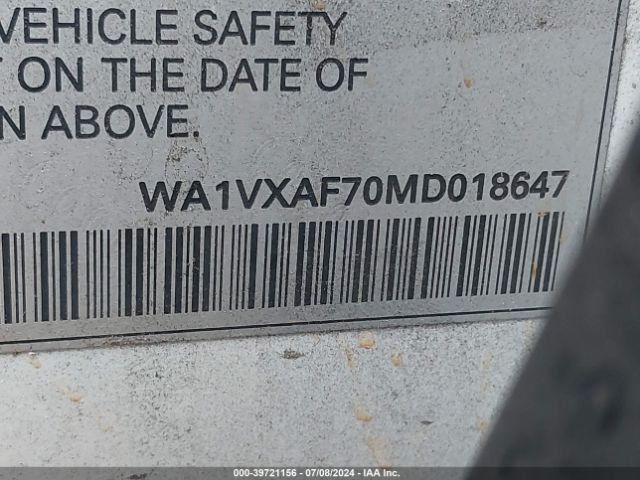 VEHICLE SAFETY
ON THE DATE OF
N ABOVE.
WA1VXAF70MD018647
000-39721156 - 07/08/2024 - IAA Inc.